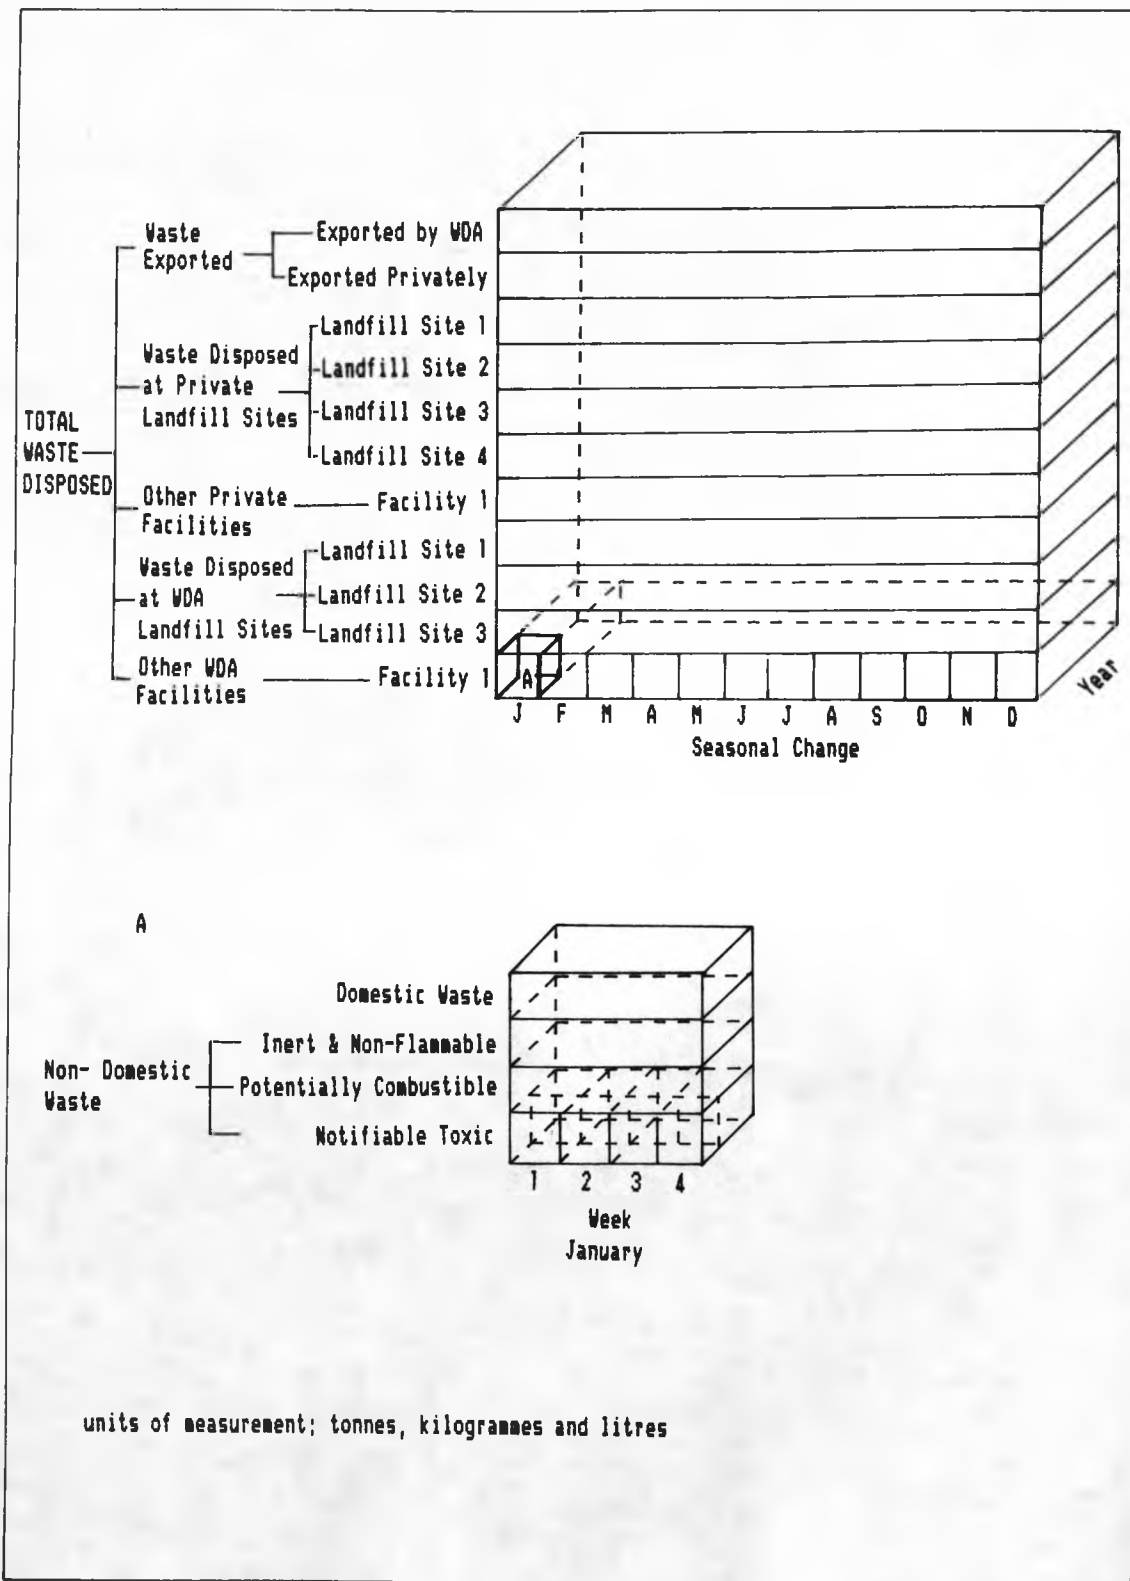 Waste
Exported
Exported by WDA
Exported Privately
Waste Disposed
at Private
Landfill Sites
Landfill Site 1
Landfill Site 2
Landfill Site 3
Landfill Site 4
TOTAL
WASTE
DISPOSED
Other Private
Facilities
Facility 1
Waste Disposed
at WDA
Landfill Sites
Landfill Site 1
Landfill Site 2
Landfill Site 3
Other WDA
Facilities
Facility 1
A
J F M A M J J A S O N D
Seasonal Change
Year
A
Domestic Waste
Non- Domestic
Waste
Inert & Non-Flammable
Potentially Combustible
Notifiable Toxic
1 2 3 4
Week
January
units of measurement; tonnes, kilogrammes and litres